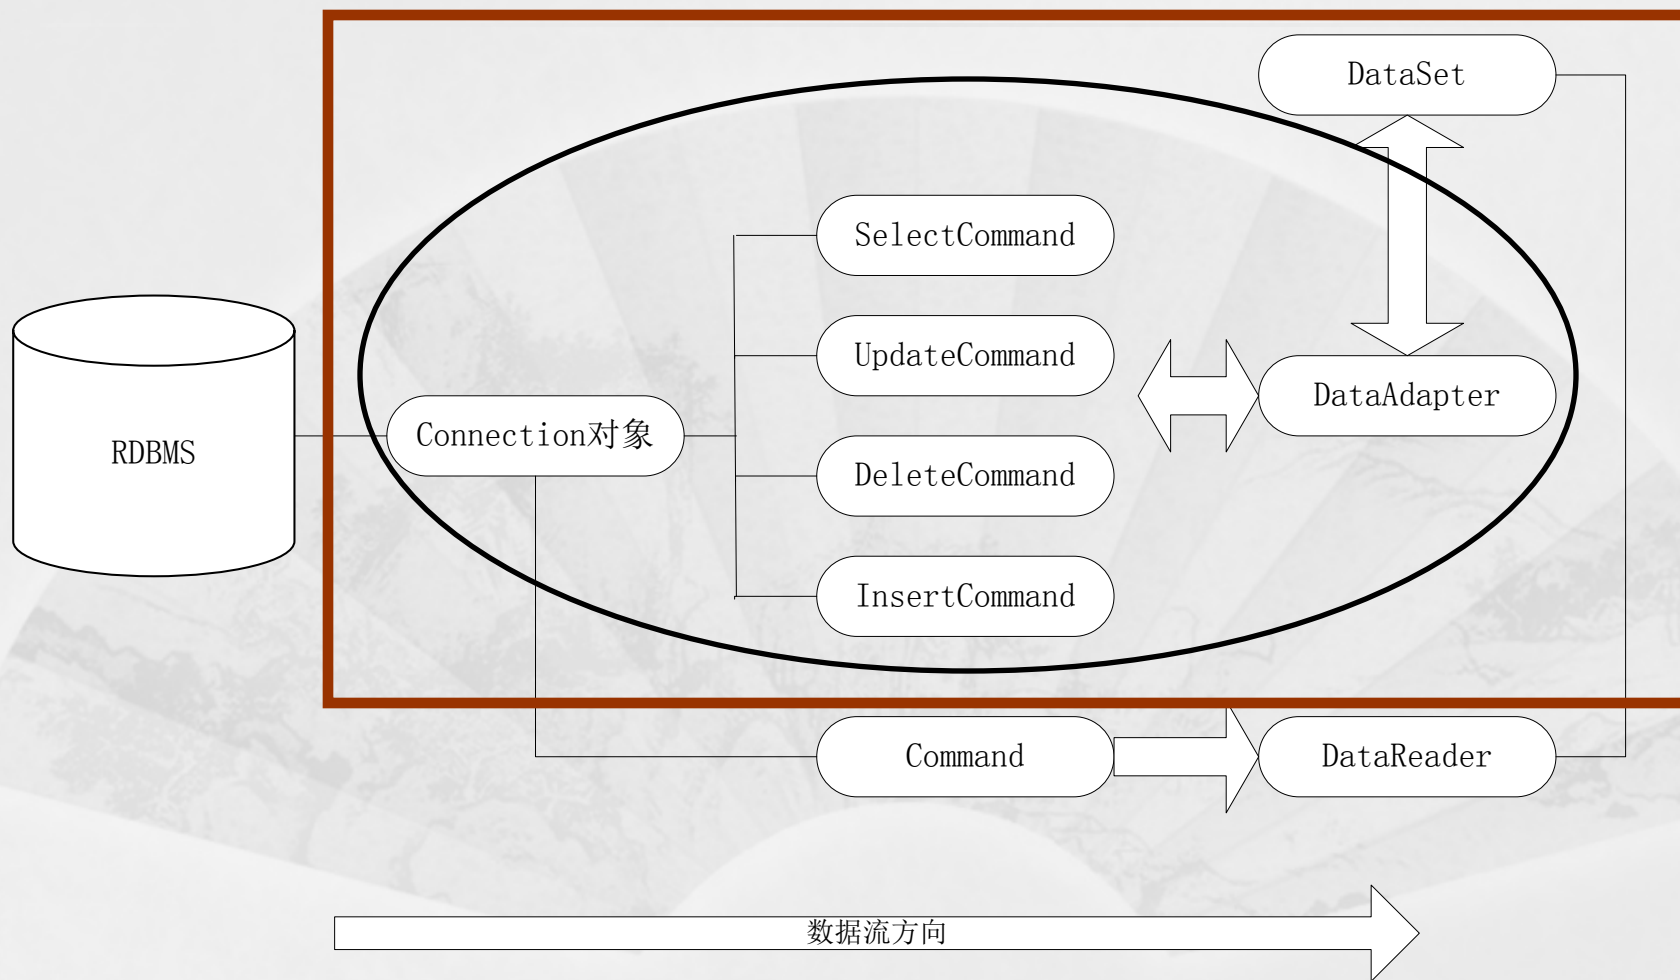 DataSet
SelectCommand
UpdateCommand
DataAdapter
Connection对象
RDBMS
DeleteCommand
InsertCommand
Command
DataReader
数据流方向